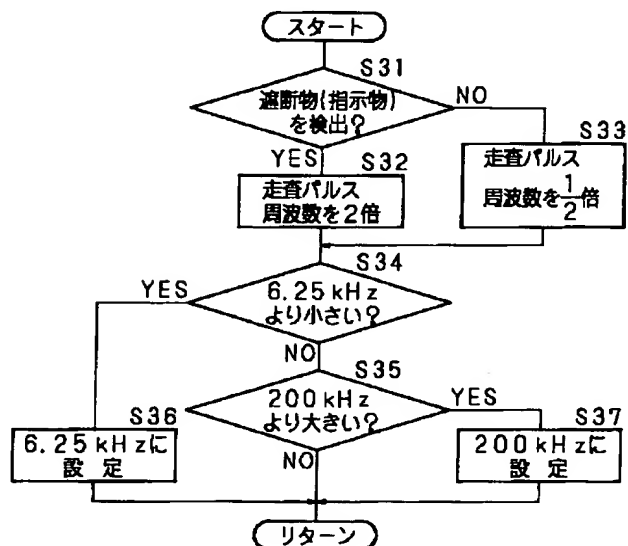 スタート
S31
遮断物(指示物)
を検出?
NO
YES
S32
走査パルス
周波数を2倍
S33
走査パルス
周波数を1/2倍
S34
6.25kHz
より小さい?
YES
NO
S35
200kHz
より大きい?
YES
NO
S36
6.25kHzに
設定
S37
200kHzに
設定
リターン